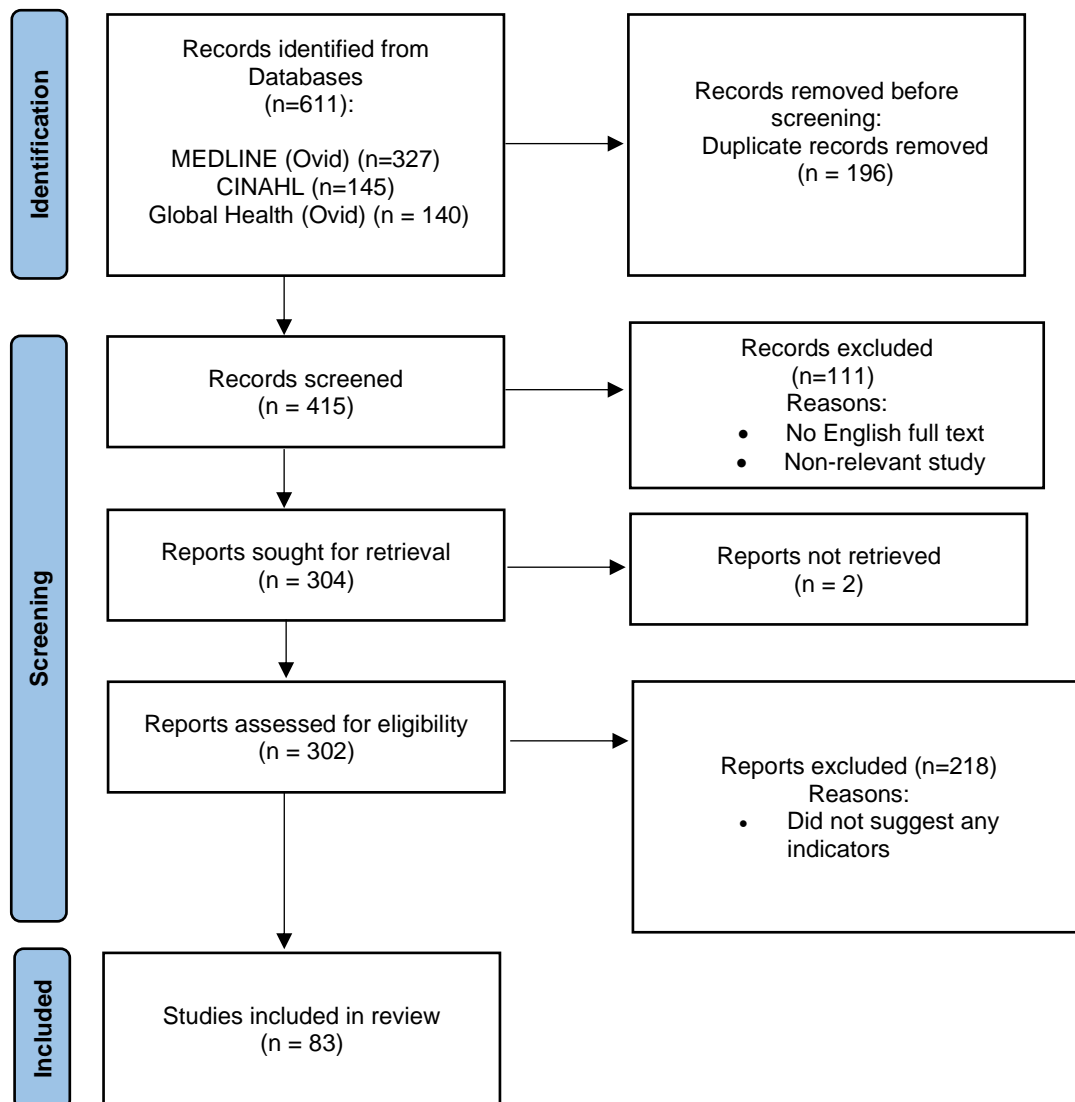 Identification
Records identified from
Databases
(n=611):
MEDLINE (Ovid) (n=327)
CINAHL (n=145)
Global Health (Ovid) (n = 140)
Records removed before
screening:
Duplicate records removed
(n = 196)
Screening
Records screened
(n = 415)
Records excluded
(n=111)
Reasons:
• No English full text
• Non-relevant study
Reports sought for retrieval
(n = 304)
Reports not retrieved
(n = 2)
Reports assessed for eligibility
(n = 302)
Reports excluded (n=218)
Reasons:
• Did not suggest any
indicators
Included
Studies included in review
(n = 83)